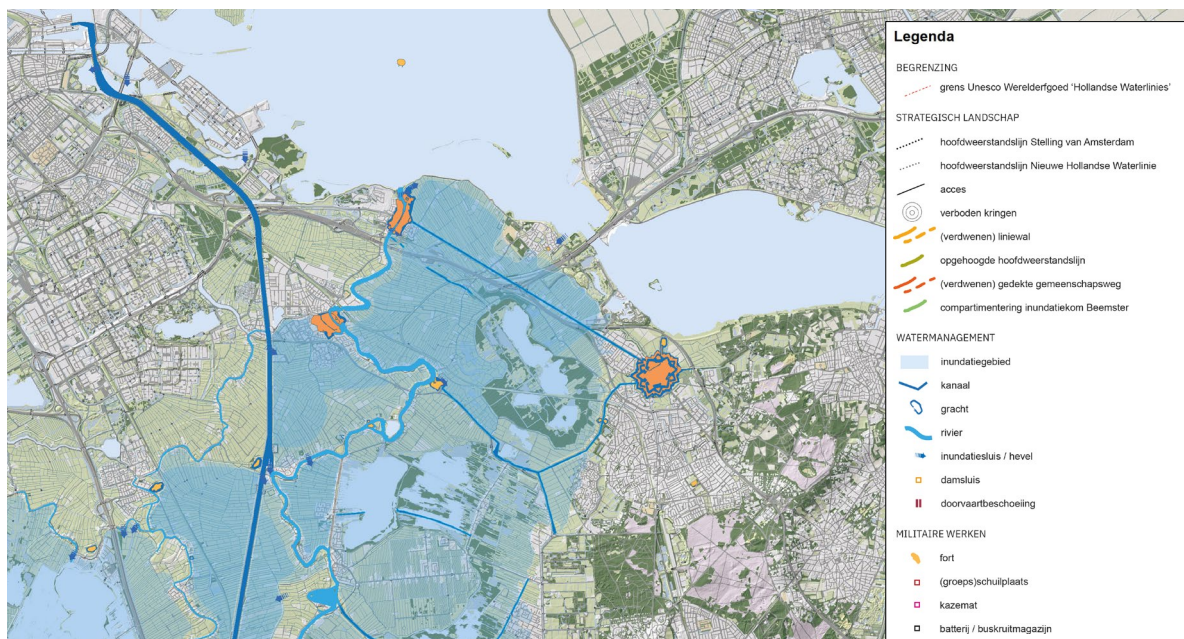 Legenda
BEGRENZING
grens Unesco Werelderfgoed ‘Hollandse Waterlinies’
STRATEGISCH LANDSCHAP
hoofdweerstandslijn Stelling van Amsterdam
hoofdweerstandslijn Nieuwe Hollandse Waterlinie
acces
verboden kringen
(verdwenen) liniewal
opgehoogde hoofdweerstandslijn
(verdwenen) gedekte gemeenschapsweg
compartimentering inundatiekom Beemster
WATERMANAGEMENT
inundatiegebied
kanaal
gracht
rivier
inundatiesluis / hevel
damsluis
doorvaartbeschoeiing
MILITAIRE WERKEN
fort
(groeps)schuilplaats
kazemat
batterij / buskruitmagazijn